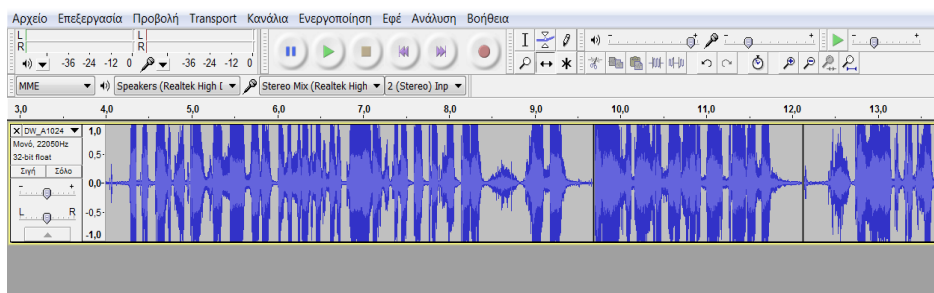 Αρχείο Επεξεργασία Προβολή Transport Κανάλια Ενεργοποίηση Εφέ Ανάλυση Βοήθεια
L L
R R
-36 -24 -12 0 -36 -24 -12 0
MME Speakers (Realtek High [ Stereo Mix (Realtek High 2 (Stereo) Inp
3,0 4,0 5,0 6,0 7,0 8,0 9,0 10,0 11,0 12,0 13,0
X DW_A1024 1,0
Μονό, 22050Hz
32-bit float 0,5-
Σιγή Σόλο
- + 0,0-
L R -0,5-
-1,0